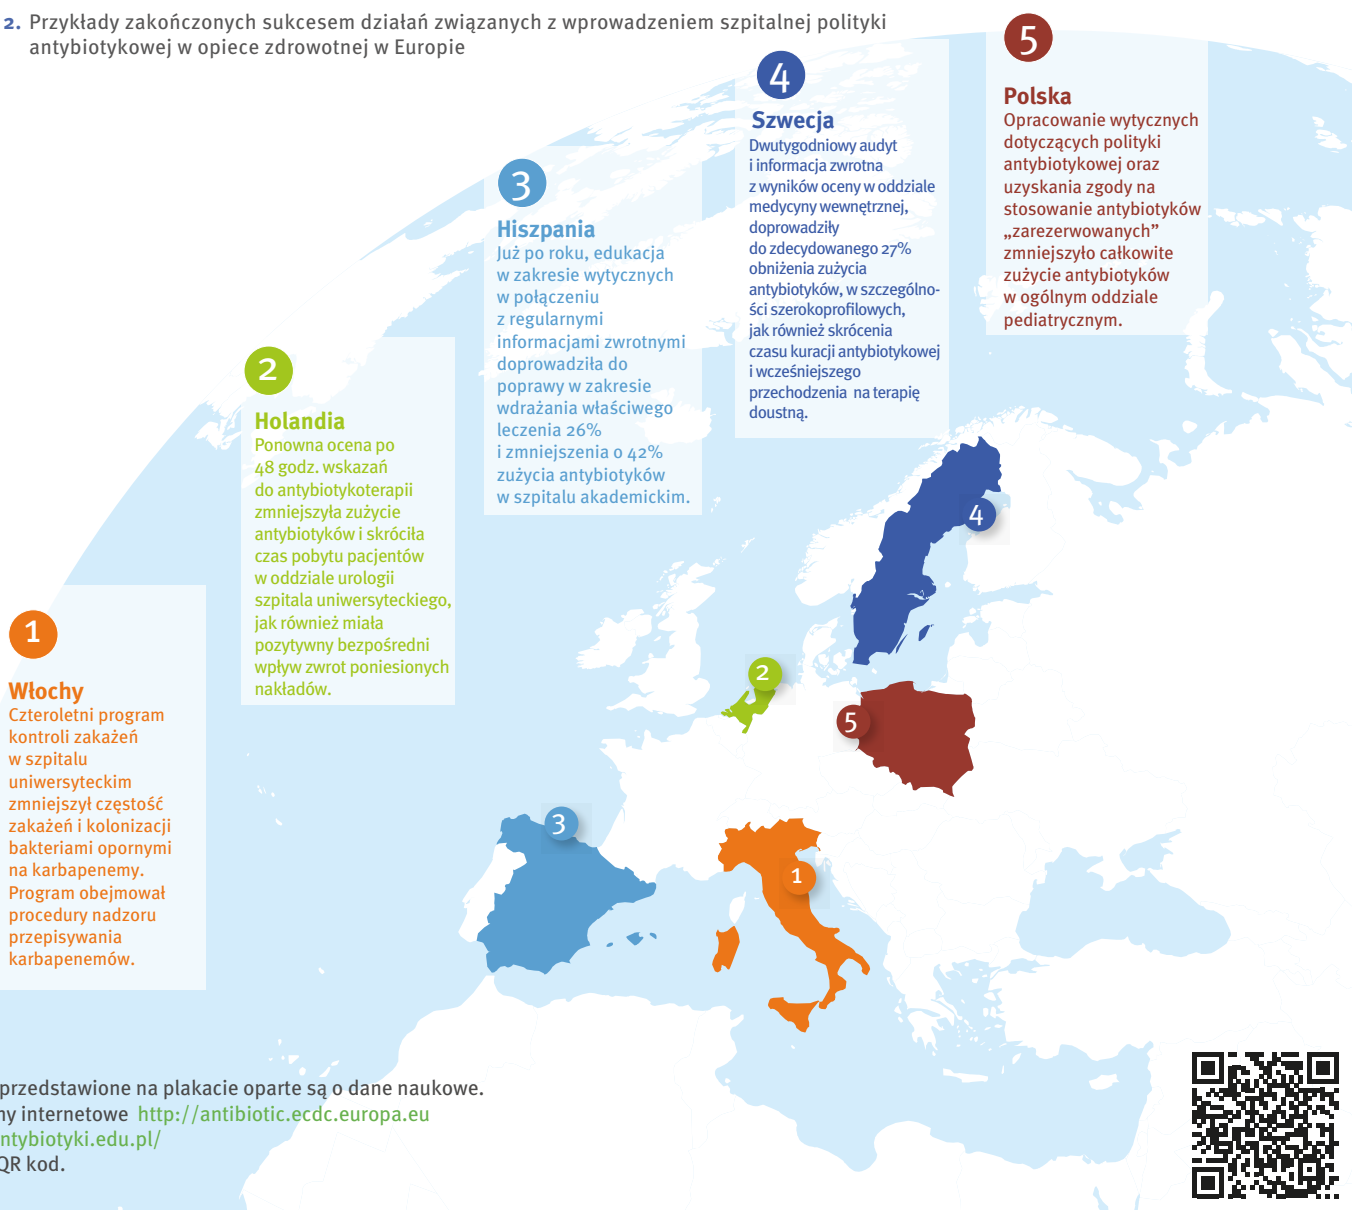 2. Przykłady zakończonych sukcesem działań związanych z wprowadzeniem szpitalnej polityki
antybiotykowej w opiece zdrowotnej w Europie
1
Włochy
Czteroletni program
kontroli zakażeń
w szpitalu
uniwersyteckim
zmniejszył częstość
zakażeń i kolonizacji
bakteriami opornymi
na karbapenemy.
Program obejmował
procedury nadzoru
przepisywania
karbapenemów.
2
Holandia
Ponowna ocena po
48 godz. wskazań
do antybiotykoterapii
zmniejszyła zużycie
antybiotyków i skróciła
czas pobytu pacjentów
w oddziale urologii
szpitala uniwersyteckiego,
jak również miała
pozytywny bezpośredni
wpływ zwrot poniesionych
nakładów.
3
Hiszpania
Już po roku, edukacja
w zakresie wytycznych
w połączeniu
z regularnymi
informacjami zwrotnymi
doprowadziła do
poprawy w zakresie
wdrażania właściwego
leczenia 26%
i zmniejszenia o 42%
zużycia antybiotyków
w szpitalu akademickim.
4
Szwecja
Dwutygodniowy audyt
i informacja zwrotna
z wyników oceny w oddziale
medycyny wewnętrznej,
doprowadziły
do zdecydowanego 27%
obniżenia zużycia
antybiotyków, w szczególno-
ści szerokoprofilowych,
jak również skrócenia
czasu kuracji antybiotykowej
i wcześniejszego
przechodzenia na terapię
doustną.
5
Polska
Opracowanie wytycznych
dotyczących polityki
antybiotykowej oraz
uzyskania zgody na
stosowanie antybiotyków
„zarezerwowanych”
zmniejszyło całkowite
zużycie antybiotyków
w ogólnym oddziale
pediatrycznym.
4
2
5
3
1
przedstawione na plakacie oparte są o dane naukowe.
ny internetowe http://antibiotic.ecdc.europa.eu
ntybiotyki.edu.pl/
QR kod.